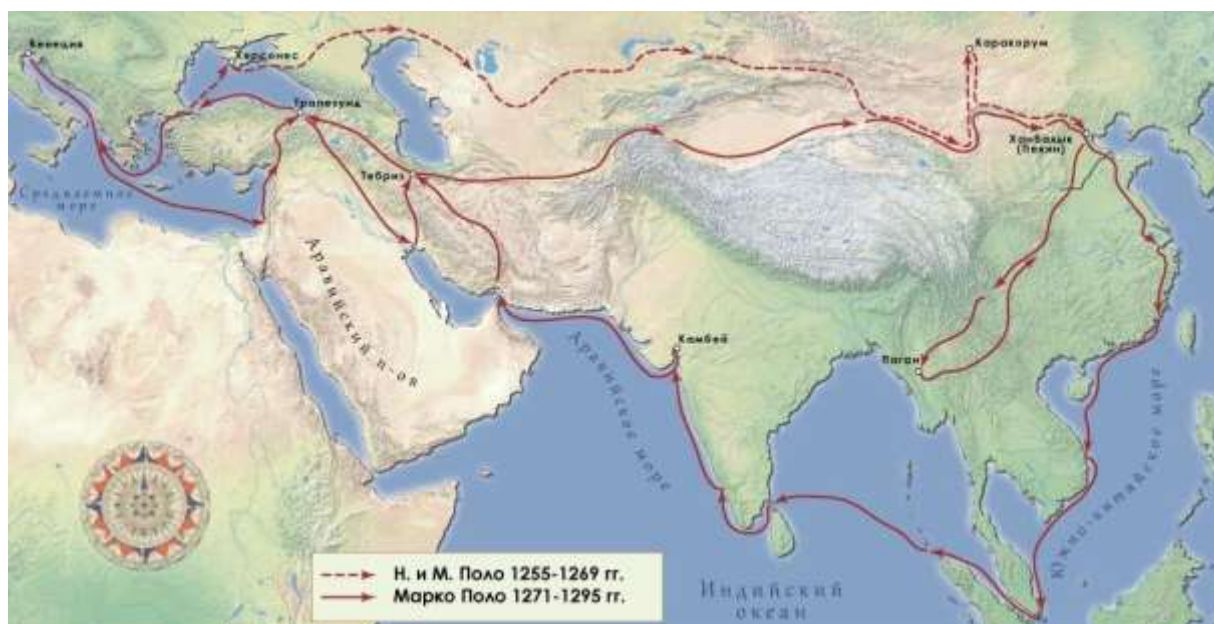 Венеция
Херсонес
Каракорум
Трапезунд
Ханбалык
(Пекин)
Тебриз
Средиземное
море
Аравийский п-ов
Камбей
Паган
Аравийское море
Южно-китайское море
Н. и М. Поло 1255-1269 гг.
Марко Поло 1271-1295 гг.
Индийский
океан